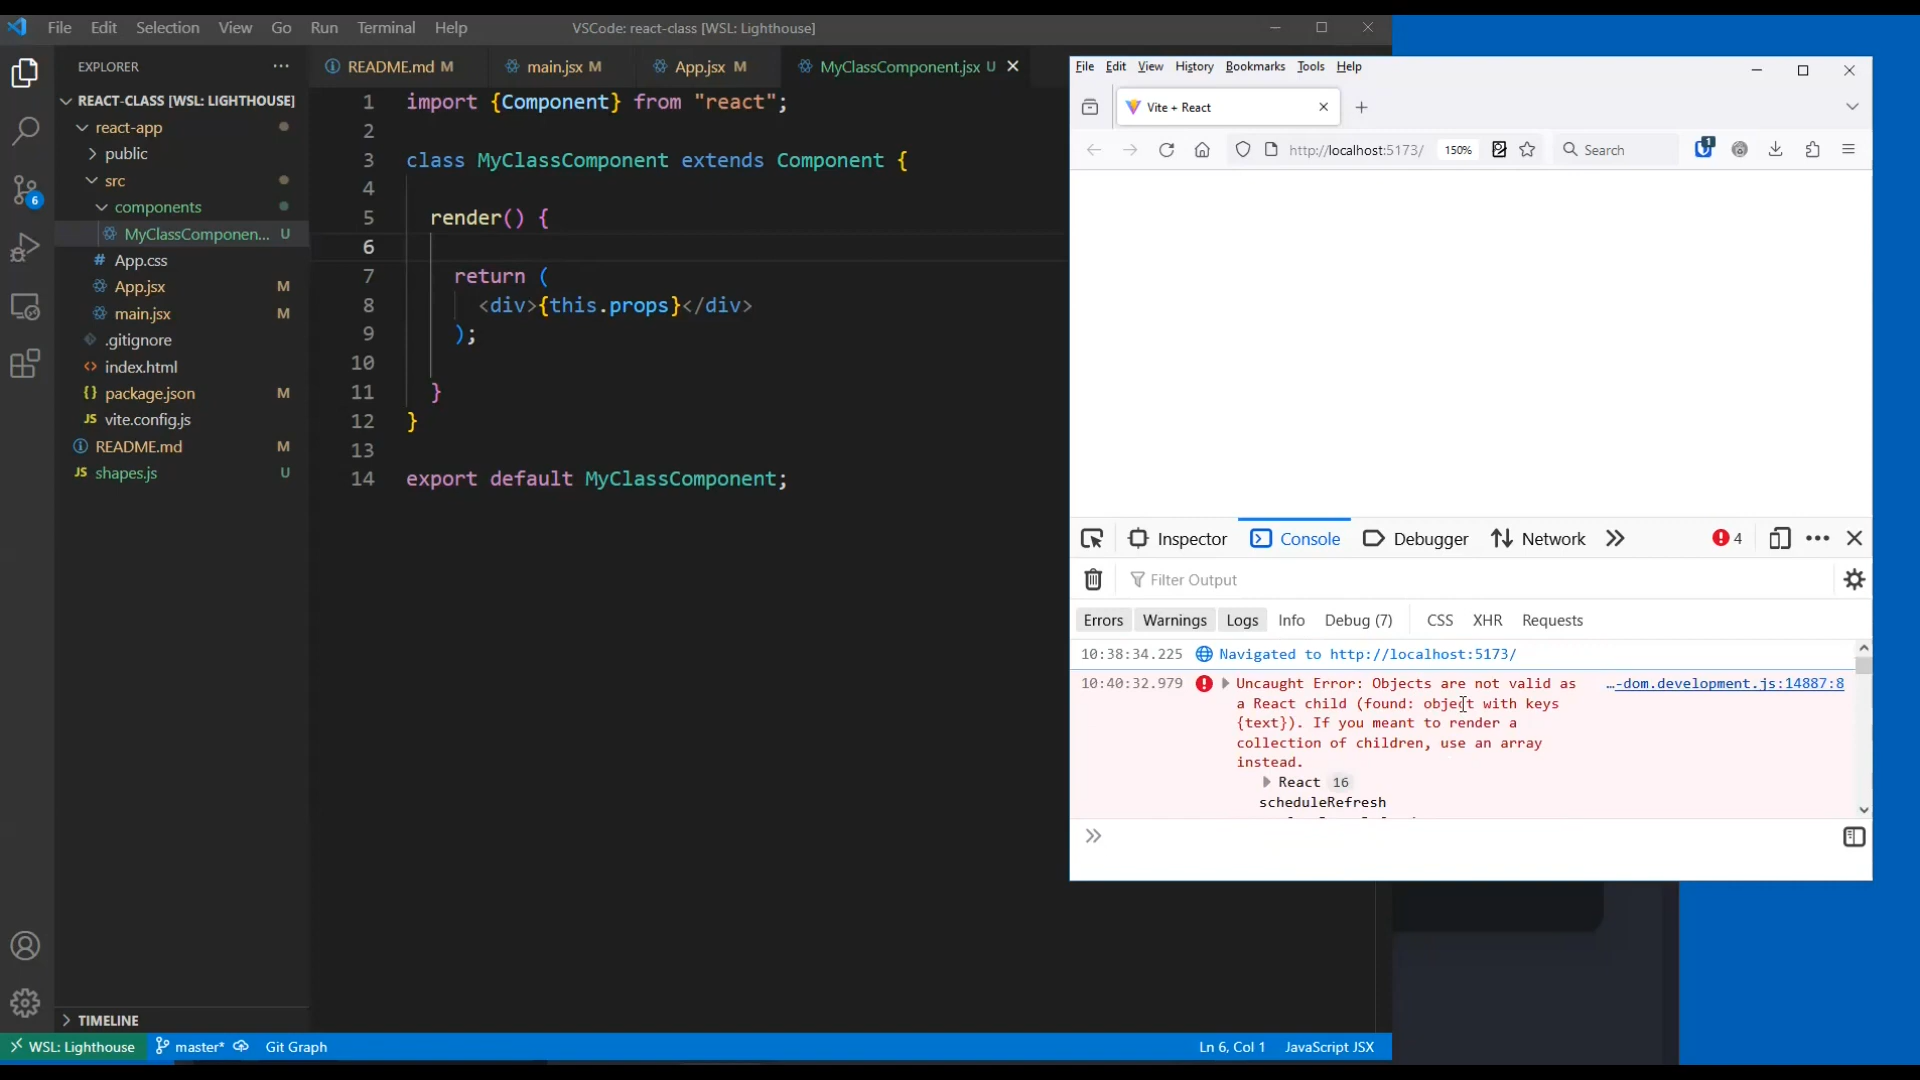 File Edit Selection View Go Run Terminal Help
VSCode: react-class [WSL: Lighthouse]
EXPLORER
REACT-CLASS [WSL: LIGHTHOUSE]
react-app
public
src
components
MyClassComponen... U
App.css
App.jsx M
main.jsx M
.gitignore
index.html
package.json M
vite.config.js
README.md M
shapes.js U
TIMELINE
README.md M
main.jsx M
App.jsx M
MyClassComponent.jsx U
1 import {Component} from "react";
2
3 class MyClassComponent extends Component {
4
5 render() {
6
7 return (
8 <div>{this.props}</div>
9 );
10
11 }
12 }
13
14 export default MyClassComponent;
File Edit View History Bookmarks Tools Help
Vite + React
http://localhost:5173/
150%
Search
1
Inspector Console Debugger Network
4
Filter Output
Errors Warnings Logs Info Debug (7) CSS XHR Requests
10:38:34.225 Navigated to http://localhost:5173/
10:40:32.979 Uncaught Error: Objects are not valid as …-dom.development.js:14887:8
a React child (found: object with keys
{text}). If you meant to render a
collection of children, use an array
instead.
React 16
scheduleRefresh
6
JS
JS
WSL: Lighthouse
master*
Git Graph
Ln 6, Col 1
JavaScript JSX